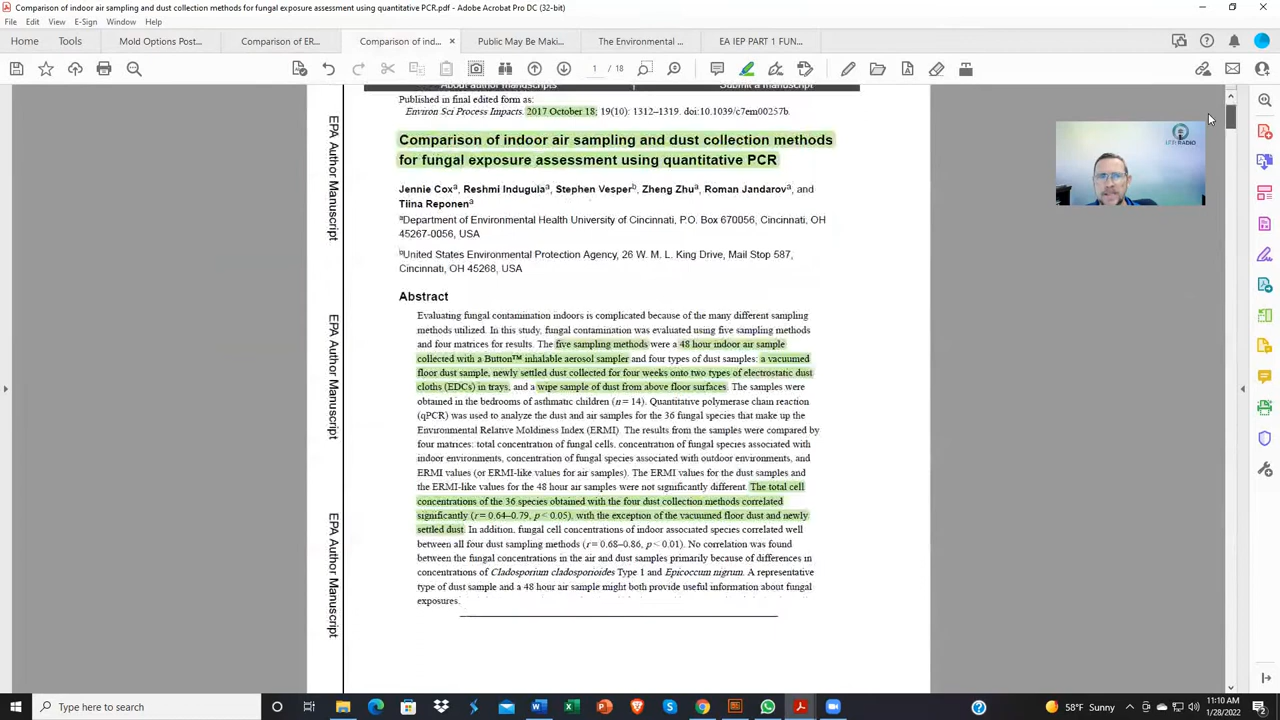 Comparison of indoor air sampling and dust collection methods for fungal exposure assessment using quantitative PCR.pdf - Adobe Acrobat Pro DC (32-bit)
File Edit View E-Sign Window Help
Home Tools Mold Options Post... Comparison of ER... Comparison of ind... × Public May Be Maki... The Environmental ... EA IEP PART 1 FUN...
1 / 18
About author manuscripts Submit a manuscript
Published in final edited form as:
Environ Sci Process Impacts. 2017 October 18; 19(10): 1312–1319. doi:10.1039/c7em00257b.
Comparison of indoor air sampling and dust collection methods
for fungal exposure assessment using quantitative PCR
Jennie Coxa, Reshmi Indugulaa, Stephen Vesperb, Zheng Zhua, Roman Jandarova, and
Tiina Reponena
aDepartment of Environmental Health University of Cincinnati, P.O. Box 670056, Cincinnati, OH
45267-0056, USA
bUnited States Environmental Protection Agency, 26 W. M. L. King Drive, Mail Stop 587,
Cincinnati, OH 45268, USA
Abstract
Evaluating fungal contamination indoors is complicated because of the many different sampling
methods utilized. In this study, fungal contamination was evaluated using five sampling methods
and four matrices for results. The five sampling methods were a 48 hour indoor air sample
collected with a Button™ inhalable aerosol sampler and four types of dust samples: a vacuumed
floor dust sample, newly settled dust collected for four weeks onto two types of electrostatic dust
cloths (EDCs) in trays, and a wipe sample of dust from above floor surfaces. The samples were
obtained in the bedrooms of asthmatic children (n = 14). Quantitative polymerase chain reaction
(qPCR) was used to analyze the dust and air samples for the 36 fungal species that make up the
Environmental Relative Moldiness Index (ERMI). The results from the samples were compared by
four matrices: total concentration of fungal cells, concentration of fungal species associated with
indoor environments, concentration of fungal species associated with outdoor environments, and
ERMI values (or ERMI-like values for air samples). The ERMI values for the dust samples and
the ERMI-like values for the 48 hour air samples were not significantly different. The total cell
concentrations of the 36 species obtained with the four dust collection methods correlated
significantly (r = 0.64–0.79, p < 0.05), with the exception of the vacuumed floor dust and newly
settled dust. In addition, fungal cell concentrations of indoor associated species correlated well
between all four dust sampling methods (r = 0.68–0.86, p < 0.01). No correlation was found
between the fungal concentrations in the air and dust samples primarily because of differences in
concentrations of Cladosporium cladosporioides Type 1 and Epicoccum nigrum. A representative
type of dust sample and a 48 hour air sample might both provide useful information about fungal
exposures.
EPA Author Manuscript
EPA Author Manuscript
EPA Author Manuscript
RADIO
Type here to search
58°F Sunny
11:10 AM
1/28/2022